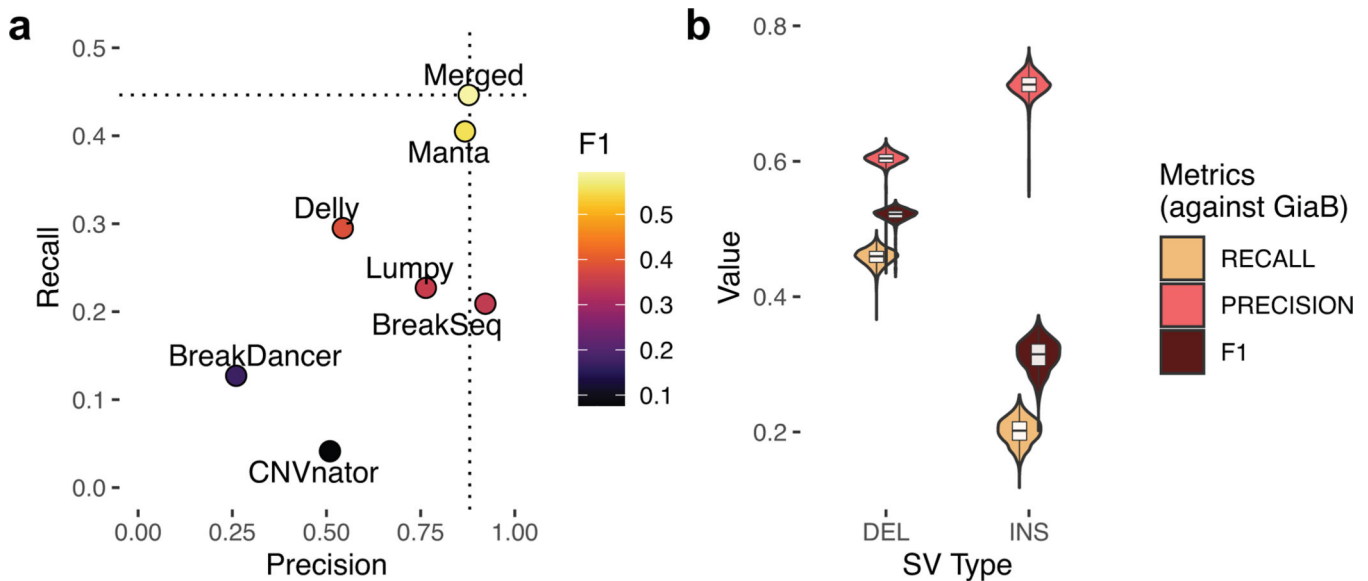 a
0.5
0.4
0.3
0.2
0.1
0.0
Recall
Merged
Manta
Delly
Lumpy
BreakSeq
BreakDancer
CNVnator
0.00 0.25 0.50 0.75 1.00
Precision
F1
0.5
0.4
0.3
0.2
0.1
b
0.8
0.6
0.4
0.2
Value
DEL INS
SV Type
Metrics
(against GiaB)
RECALL
PRECISION
F1